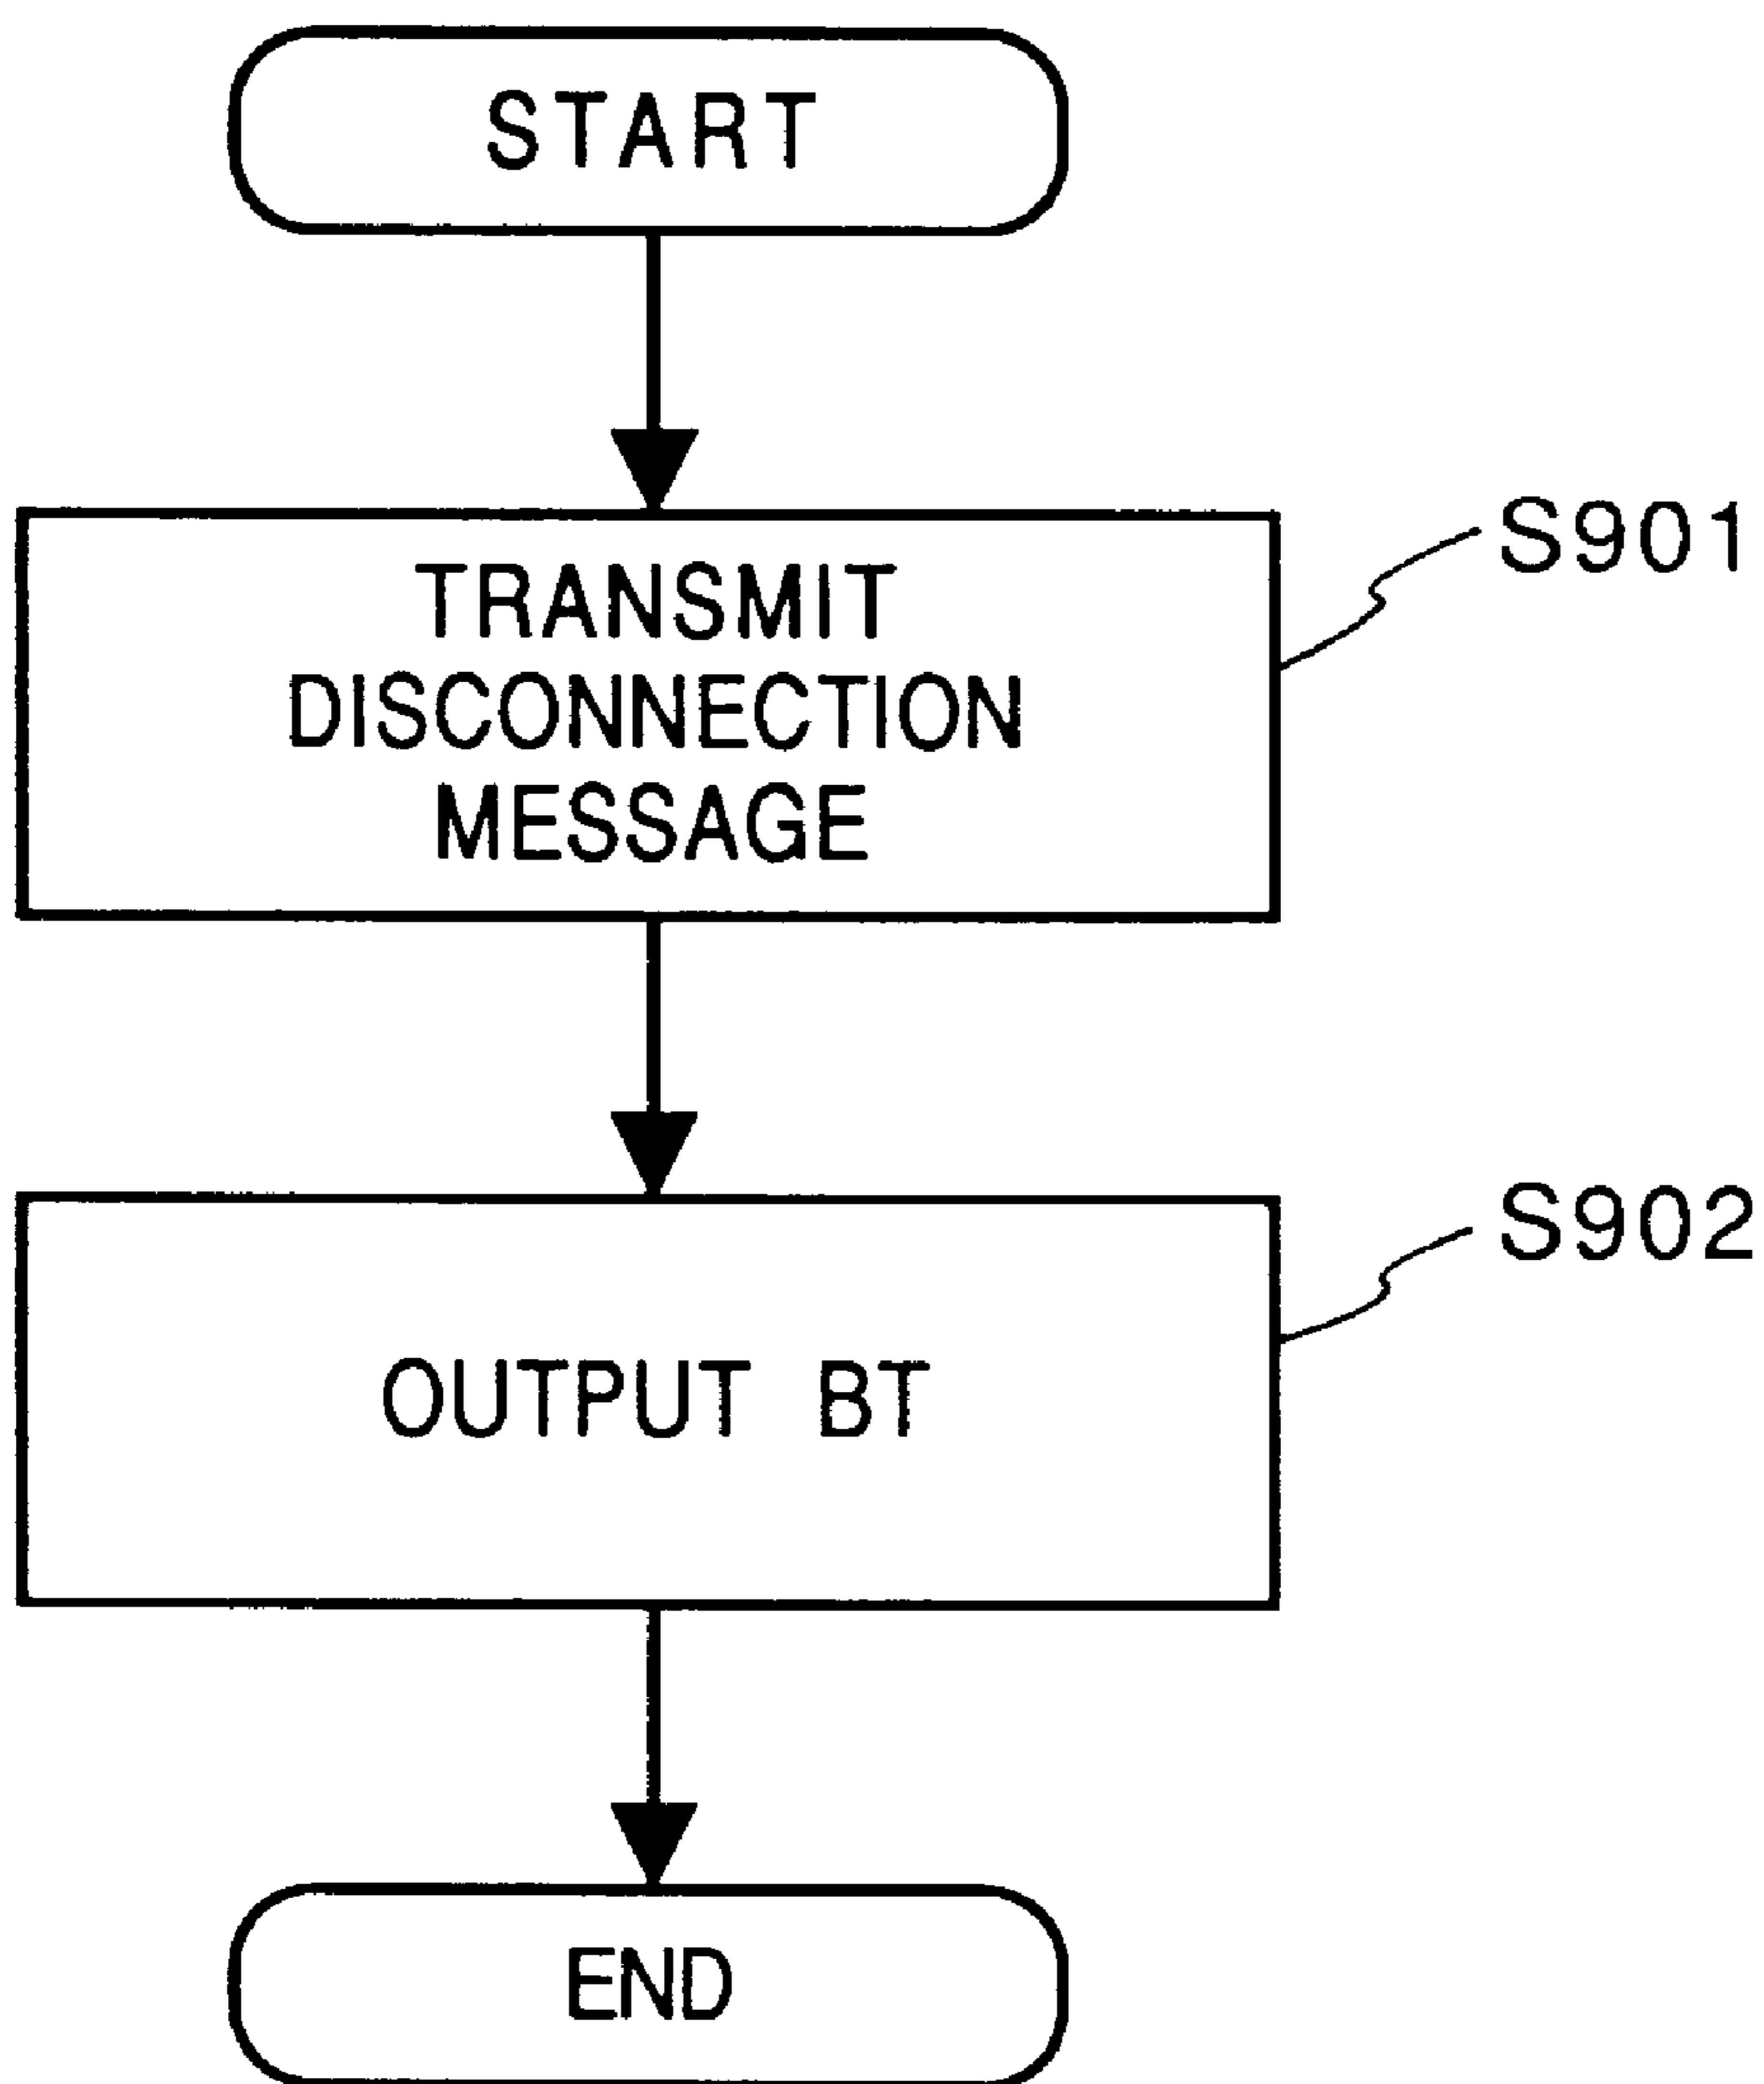 START
TRANSMIT
DISCONNECTION
MESSAGE
S901
OUTPUT BT
S902
END